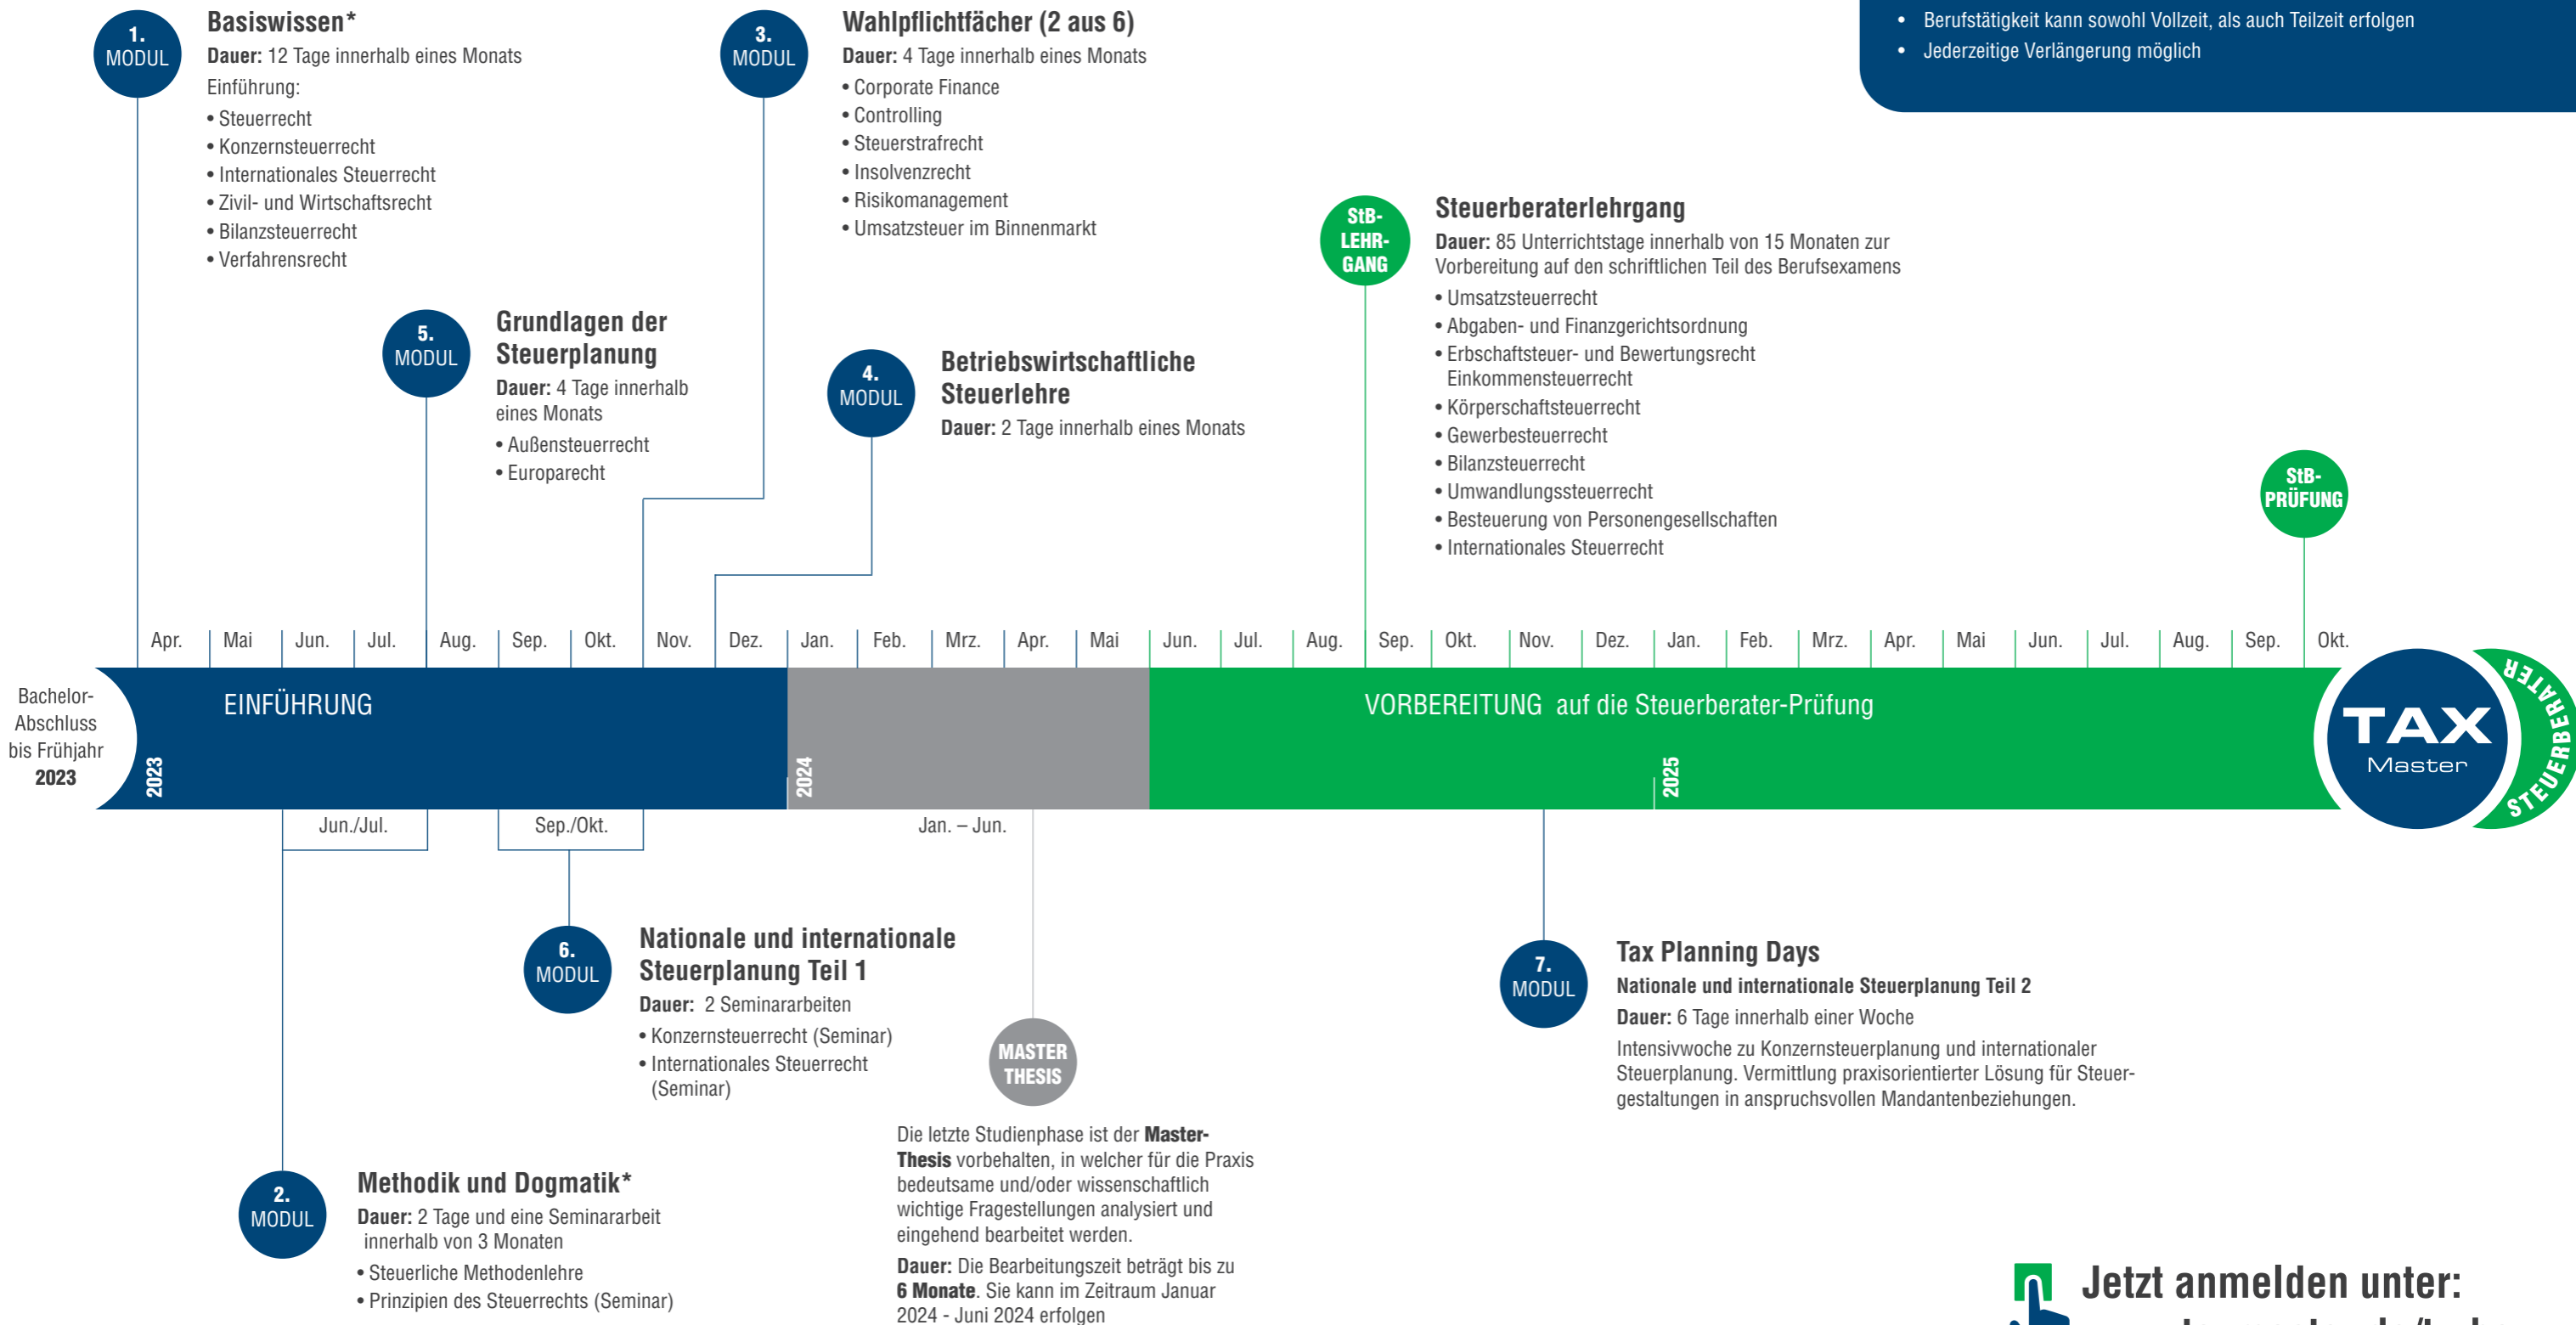 1.
MODUL
Basiswissen*
Dauer: 12 Tage innerhalb eines Monats
Einführung:
• Steuerrecht
• Konzernsteuerrecht
• Internationales Steuerrecht
• Zivil- und Wirtschaftsrecht
• Bilanzsteuerrecht
• Verfahrensrecht
3.
MODUL
Wahlpflichtfächer (2 aus 6)
Dauer: 4 Tage innerhalb eines Monats
• Corporate Finance
• Controlling
• Steuerstrafrecht
• Insolvenzrecht
• Risikomanagement
• Umsatzsteuer im Binnenmarkt
• Berufstätigkeit kann sowohl Vollzeit, als auch Teilzeit erfolgen
• Jederzeitige Verlängerung möglich
5.
MODUL
Grundlagen der
Steuerplanung
Dauer: 4 Tage innerhalb
eines Monats
• Außensteuerrecht
• Europarecht
4.
MODUL
Betriebswirtschaftliche
Steuerlehre
Dauer: 2 Tage innerhalb eines Monats
StB-
LEHR-
GANG
Steuerberaterlehrgang
Dauer: 85 Unterrichtstage innerhalb von 15 Monaten zur
Vorbereitung auf den schriftlichen Teil des Berufsexamens
• Umsatzsteuerrecht
• Abgaben- und Finanzgerichtsordnung
• Erbschaftsteuer- und Bewertungsrecht
Einkommensteuerrecht
• Körperschaftsteuerrecht
• Gewerbesteuerrecht
• Bilanzsteuerrecht
• Umwandlungssteuerrecht
• Besteuerung von Personengesellschaften
• Internationales Steuerrecht
StB-
PRÜFUNG
Apr. Mai Jun. Jul. Aug. Sep. Okt. Nov. Dez. Jan. Feb. Mrz. Apr. Mai Jun. Jul. Aug. Sep. Okt. Nov. Dez. Jan. Feb. Mrz. Apr. Mai Jun. Jul. Aug. Sep. Okt.
Bachelor-
Abschluss
bis Frühjahr
2023
2023
EINFÜHRUNG
2024
VORBEREITUNG auf die Steuerberater-Prüfung
2025
TAX
Master
STEUERBERATER
Jun./Jul.
Sep./Okt.
Jan. – Jun.
6.
MODUL
Nationale und internationale
Steuerplanung Teil 1
Dauer: 2 Seminararbeiten
• Konzernsteuerrecht (Seminar)
• Internationales Steuerrecht
(Seminar)
7.
MODUL
Tax Planning Days
Nationale und internationale Steuerplanung Teil 2
Dauer: 6 Tage innerhalb einer Woche
Intensivwoche zu Konzernsteuerplanung und internationaler
Steuerplanung. Vermittlung praxisorientierter Lösung für Steuer-
gestaltungen in anspruchsvollen Mandantenbeziehungen.
MASTER
THESIS
Die letzte Studienphase ist der Master-
Thesis vorbehalten, in welcher für die Praxis
bedeutsame und/oder wissenschaftlich
wichtige Fragestellungen analysiert und
eingehend bearbeitet werden.
Dauer: Die Bearbeitungszeit beträgt bis zu
6 Monate. Sie kann im Zeitraum Januar
2024 - Juni 2024 erfolgen
2.
MODUL
Methodik und Dogmatik*
Dauer: 2 Tage und eine Seminararbeit
innerhalb von 3 Monaten
• Steuerliche Methodenlehre
• Prinzipien des Steuerrechts (Seminar)
Jetzt anmelden unter: